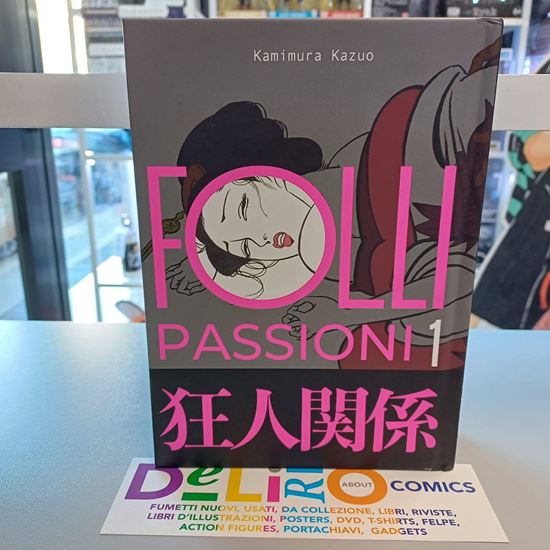 Kamimura Kazuo
FOLLI
PASSIONI 1
狂人関係
DeLiRiO ABOUT COMICS
FUMETTI NUOVI, USATI, DA COLLEZIONE, LIBRI, RIVISTE,
LIBRI D'ILLUSTRAZIONI, POSTERS, DVD, T-SHIRTS, FELPE,
ACTION FIGURES, PORTACHIAVI, GADGETS